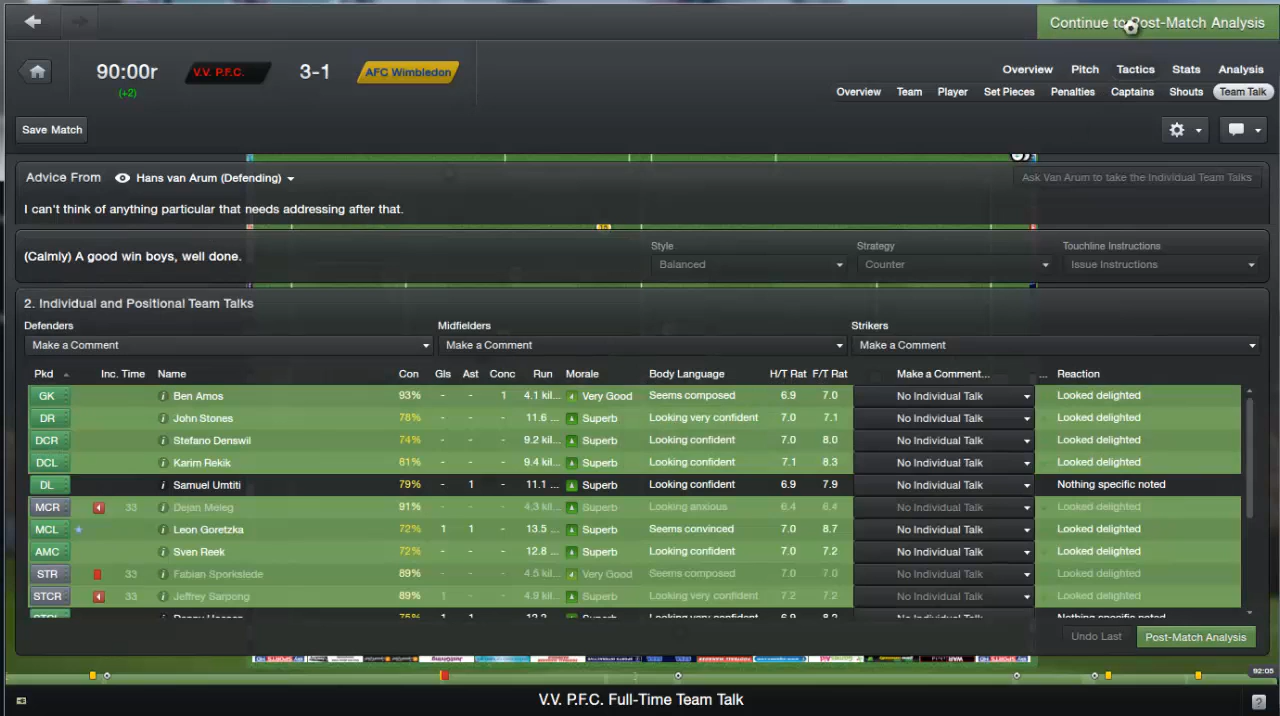 Continue to Post-Match Analysis
90:00r V.V. P.F.C. 3-1 AFC Wimbledon
(+2)
Overview Pitch Tactics Stats Analysis
Overview Team Player Set Pieces Penalties Captains Shouts Team Talk
Save Match
Advice From Hans van Arum (Defending) Ask Van Arum to take the Individual Team Talks
I can't think of anything particular that needs addressing after that.
(Calmly) A good win boys, well done.
Style Strategy Touchline Instructions
Balanced Counter Issue Instructions
2. Individual and Positional Team Talks
Defenders Midfielders Strikers
Make a Comment Make a Comment Make a Comment
Pkd Inc. Time Name Con Gls Ast Conc Run Morale Body Language H/T Rat F/T Rat Make a Comment... ... Reaction
GK i Ben Amos 93% - - 1 4.1 kil... Very Good Seems composed 6.9 7.0 No Individual Talk Looked delighted
DR i John Stones 78% - - - 11.6 ... Superb Looking very confident 7.0 7.1 No Individual Talk Looked delighted
DCR i Stefano Denswil 74% - - - 9.2 kil... Superb Looking confident 7.0 8.0 No Individual Talk Looked delighted
DCL i Karim Rekik 81% - - - 9.4 kil... Superb Looking confident 7.1 8.3 No Individual Talk Looked delighted
DL i Samuel Umtiti 79% - 1 - 11.1 ... Superb Looking confident 6.9 7.9 No Individual Talk Nothing specific noted
MCR 33 i Dejan Meleg 91% - - - 4.3 kil... Superb Looking anxious 6.4 6.4 No Individual Talk Looked delighted
MCL i Leon Goretzka 72% 1 1 - 13.5 ... Superb Seems convinced 7.0 8.7 No Individual Talk Looked delighted
AMC i Sven Reek 72% - - - 12.8 ... Superb Looking confident 7.0 7.2 No Individual Talk Looked delighted
STR 33 i Fabian Sporkslede 89% - - - 4.5 kil... Very Good Seems composed 7.0 7.0 No Individual Talk Looked delighted
STCR 33 i Jeffrey Sarpong 89% 1 - - 4.9 kil... Superb Looking very confident 7.2 7.2 No Individual Talk Looked delighted
Superb Looking very confident 6.9 8.2 No Individual Talk Nothing specific noted
Undo Last Post-Match Analysis
92:05
V.V. P.F.C. Full-Time Team Talk
?